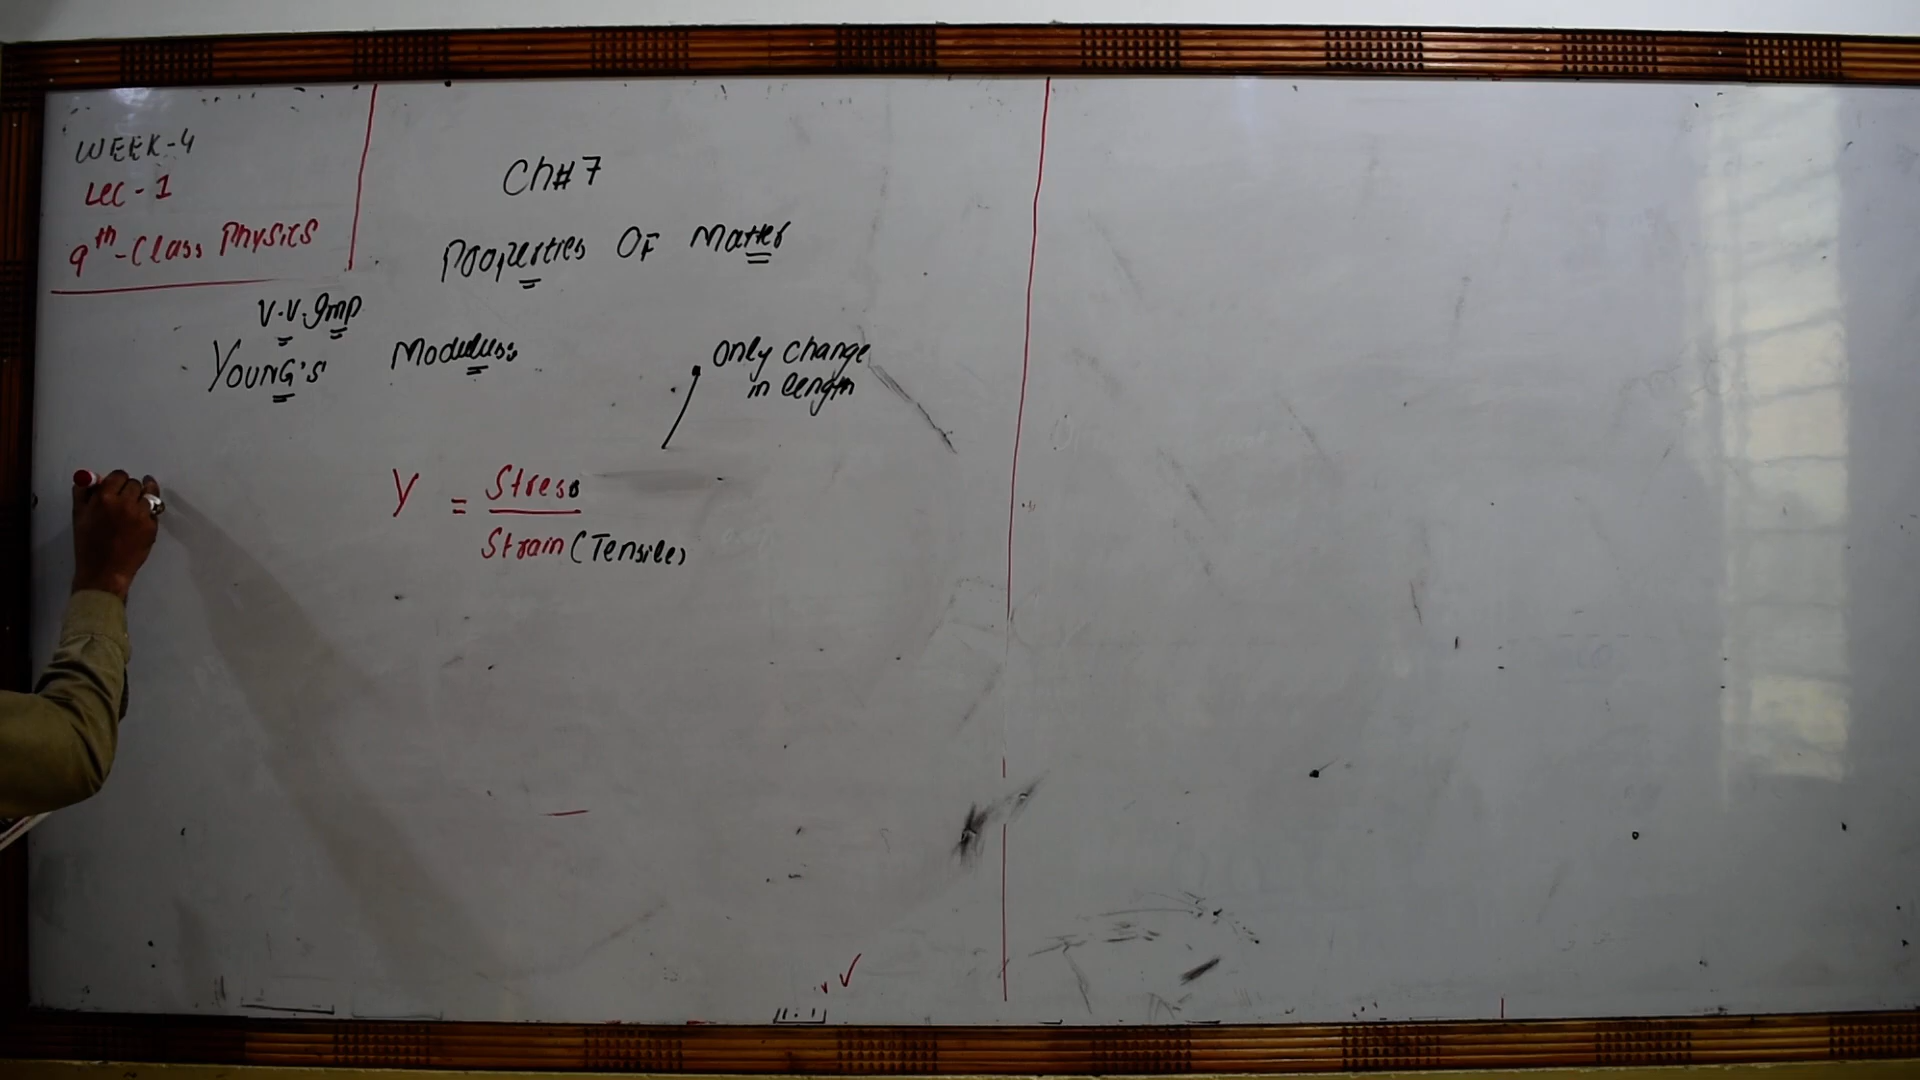 WEEK-4
Lec-1
9th-Class Physics
Ch#7
Properties OF Matter
V.V.Imp
YOUNG'S Moduluss
only change
in length
Y = Stress
Strain (Tensile)